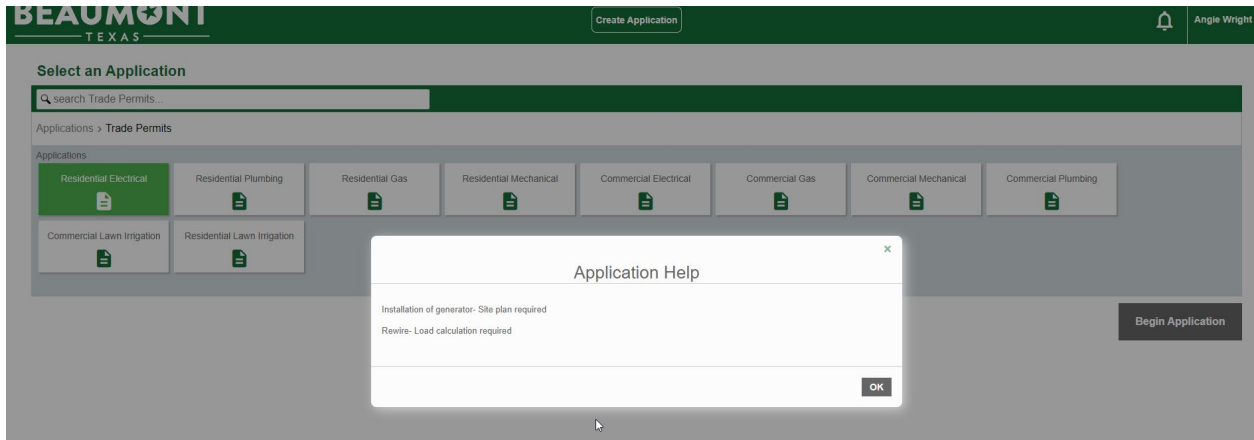 BEAUMONT
TEXAS
Create Application
Angie Wright
Select an Application
search Trade Permits...
Applications > Trade Permits
Applications
Residential Electrical
Residential Plumbing
Residential Gas
Residential Mechanical
Commercial Electrical
Commercial Gas
Commercial Mechanical
Commercial Plumbing
Commercial Lawn Irrigation
Residential Lawn Irrigation
×
Application Help
Installation of generator- Site plan required
Rewire- Load calculation required
OK
Begin Application